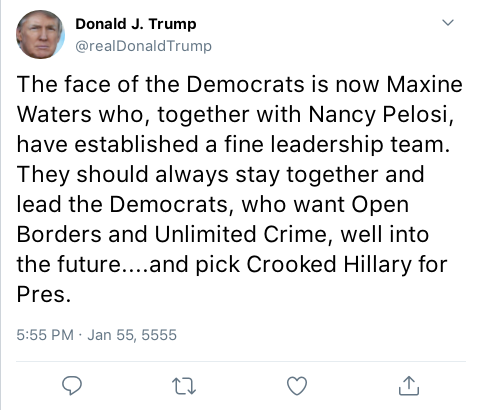 Donald J. Trump
@realDonaldTrump
The face of the Democrats is now Maxine
Waters who, together with Nancy Pelosi,
have established a fine leadership team.
They should always stay together and
lead the Democrats, who want Open
Borders and Unlimited Crime, well into
the future....and pick Crooked Hillary for
Pres.
5:55 PM · Jan 55, 5555